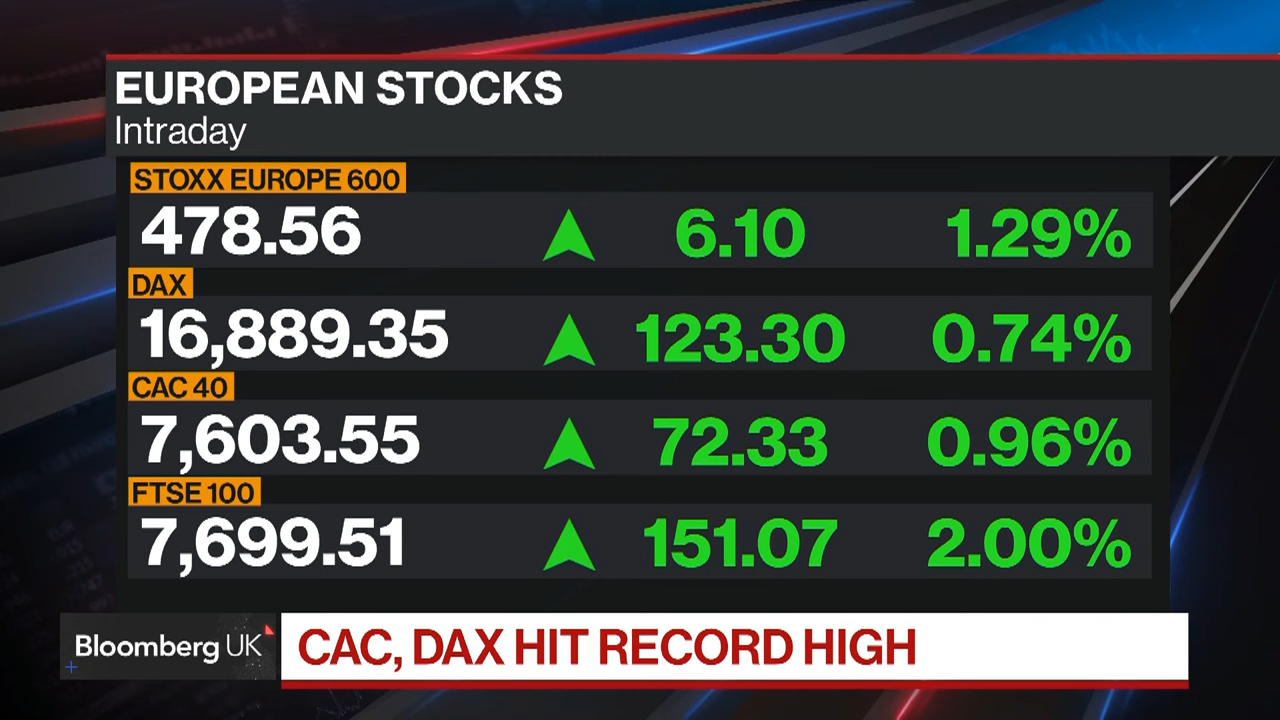 EUROPEAN STOCKS
Intraday
STOXX EUROPE 600
478.56 6.10 1.29%
DAX
16,889.35 123.30 0.74%
CAC 40
7,603.55 72.33 0.96%
FTSE 100
7,699.51 151.07 2.00%
Bloomberg UK
CAC, DAX HIT RECORD HIGH